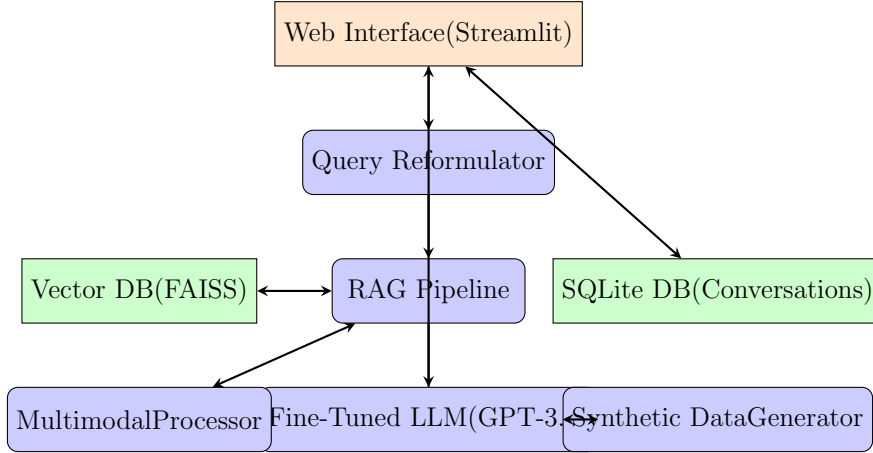 Web Interface(Streamlit)
Query Reformulator
Vector DB(FAISS)
RAG Pipeline
SQLite DB(Conversations)
MultimodalProcessor
Fine-Tuned LLM(GPT-3.
Synthetic DataGenerator